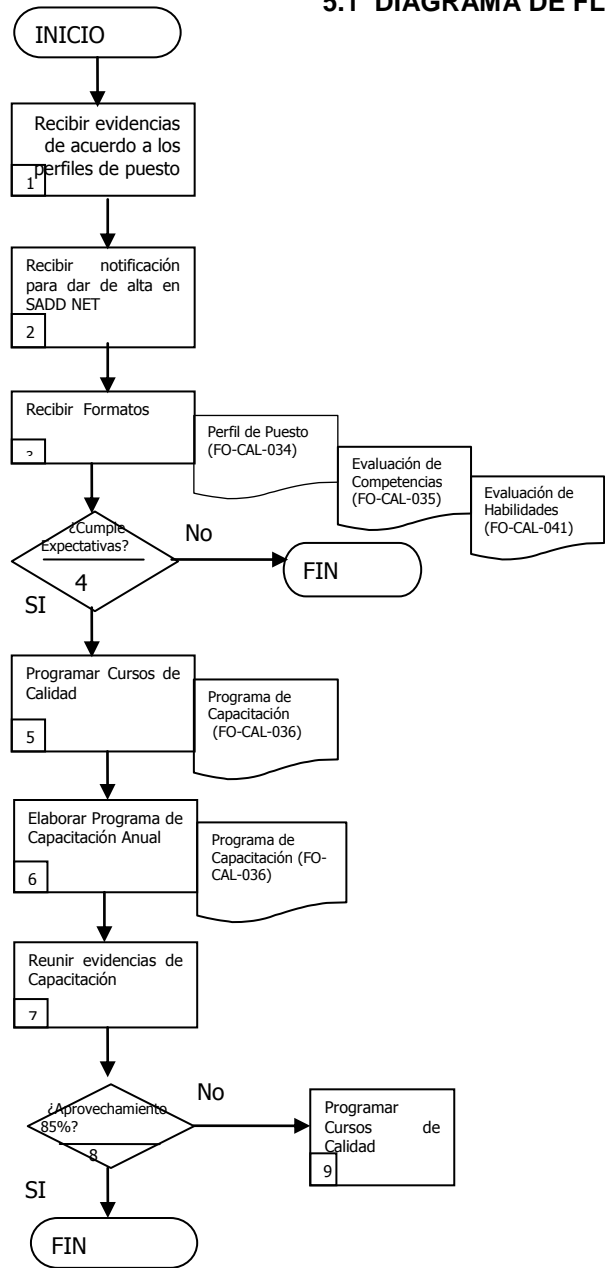 5.1 DIAGRAMA DE FL
INICIO
Recibir evidencias
de acuerdo a los
perfiles de puesto
1
Recibir notificación
para dar de alta en
SADD NET
2
Recibir Formatos
Perfil de Puesto
(FO-CAL-034)
Evaluación de
Competencias
(FO-CAL-035)
Evaluación de
Habilidades
(FO-CAL-041)
¿Cumple
Expectativas?
4
No
FIN
SI
Programar Cursos de
Calidad
5
Programa de
Capacitación
(FO-CAL-036)
Elaborar Programa de
Capacitación Anual
6
Programa de
Capacitación (FO-
CAL-036)
Reunir evidencias de
Capacitación
7
¿Aprovechamiento
85%?
8
No
Programar
Cursos de
Calidad
9
SI
FIN